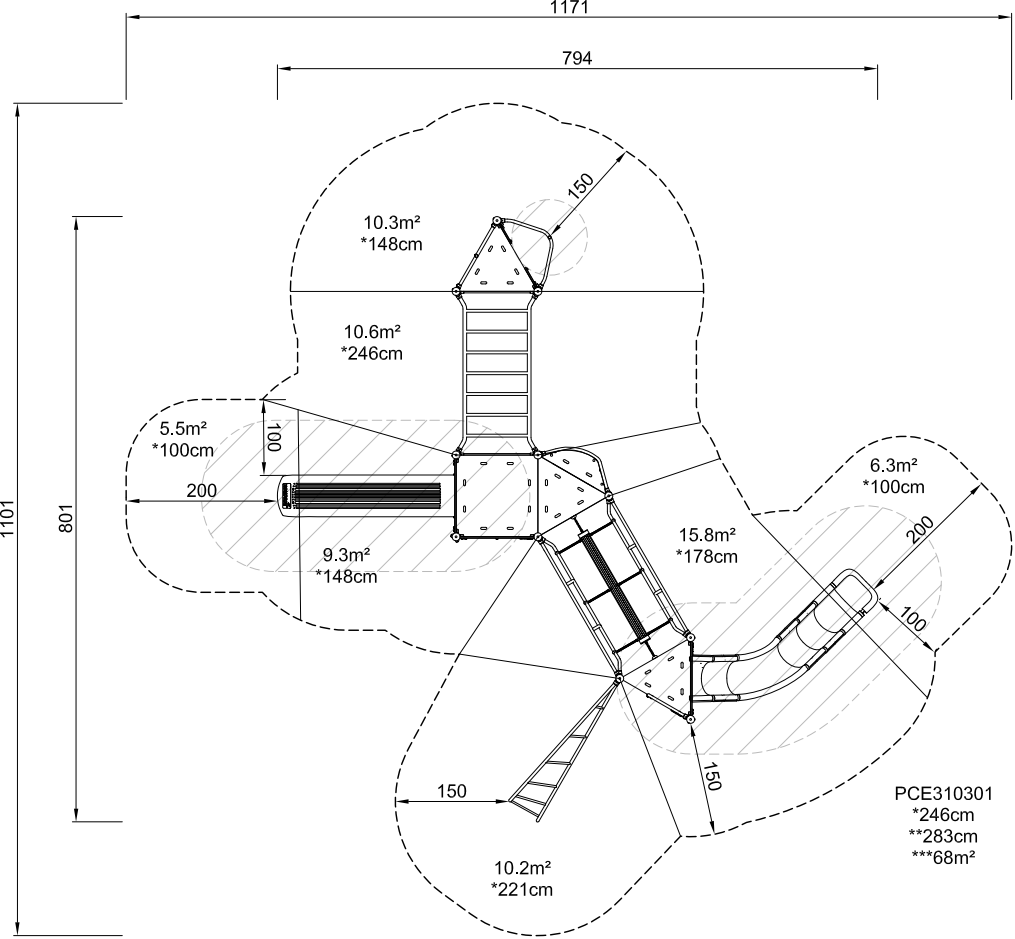 1171
794
150
10.3m²
*148cm
10.6m²
*246cm
5.5m²
*100cm
100
200
6.3m²
*100cm
200
1101
801
9.3m²
*148cm
15.8m²
*178cm
100
150
150
PCE310301
*246cm
**283cm
***68m²
10.2m²
*221cm